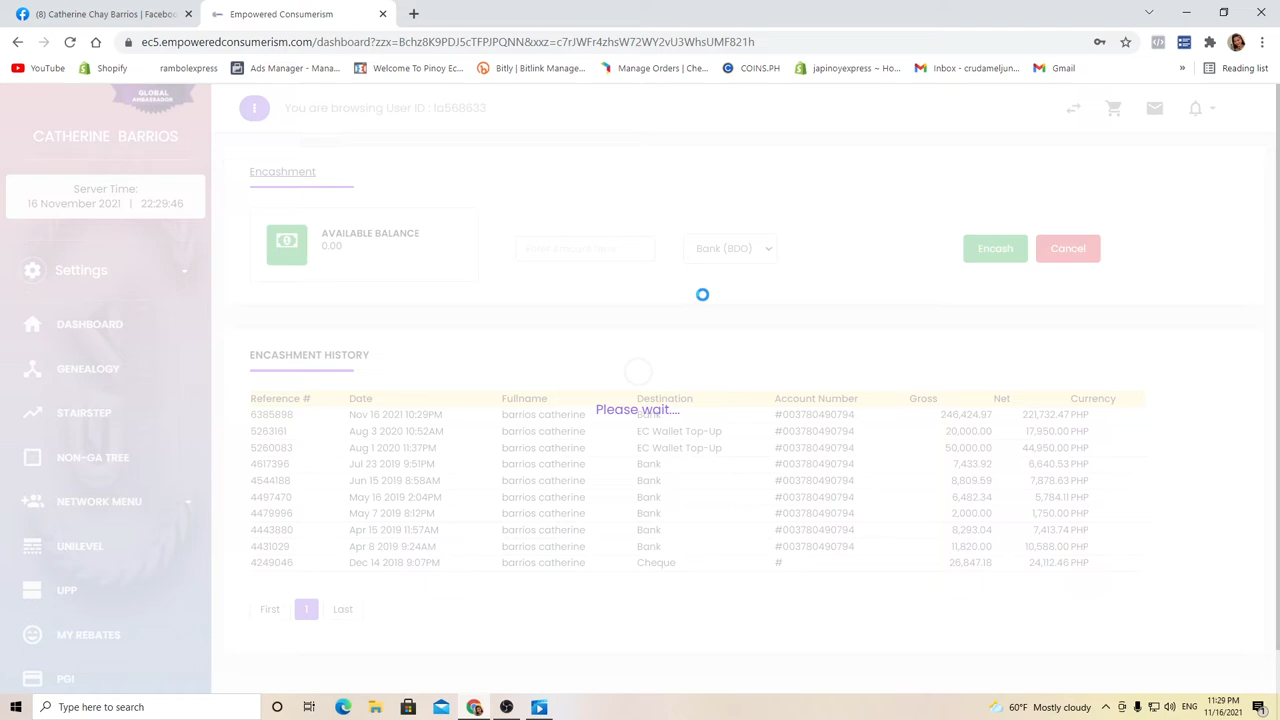 (8) Catherine Chay Barrios | Faceboo
Empowered Consumerism
ec5.empoweredconsumerism.com/dashboard?zzx=Bchz8K9PDJ5cTFPJPQNN&qxz=c7rJWFr4zhsW72WY2vU3WhsUMF821h
YouTube
Shopify
rambolexpress
Ads Manager - Mana...
Welcome To Pinoy Ec...
Bitly | Bitlink Manage...
Manage Orders | Che...
COINS.PH
japinoyexpress ~ Ho...
Inbox - crudameljun...
Gmail
»
Reading list
GLOBAL AMBASSADOR
CATHERINE BARRIOS
You are browsing User ID : Ia568633
Server Time:
16 November 2021 | 22:29:46
Settings
DASHBOARD
GENEALOGY
STAIRSTEP
NON-GA TREE
NETWORK MENU
UNILEVEL
UPP
MY REBATES
PGI
Encashment
AVAILABLE BALANCE
0.00
Enter amount here
Bank (BDO)
Encash
Cancel
ENCASHMENT HISTORY
Please wait....
Reference # Date Fullname Destination Account Number Gross Net Currency
6385898 Nov 16 2021 10:29PM barrios catherine Bank #003780490794 246,424.97 221,732.47 PHP
5263161 Aug 3 2020 10:52AM barrios catherine EC Wallet Top-Up #003780490794 20,000.00 17,950.00 PHP
5260083 Aug 1 2020 11:37PM barrios catherine EC Wallet Top-Up #003780490794 50,000.00 44,950.00 PHP
4617396 Jul 23 2019 9:51PM barrios catherine Bank #003780490794 7,433.92 6,640.53 PHP
4544188 Jun 15 2019 8:58AM barrios catherine Bank #003780490794 8,809.59 7,878.63 PHP
4497470 May 16 2019 2:04PM barrios catherine Bank #003780490794 6,482.34 5,784.11 PHP
4479996 May 7 2019 8:12PM barrios catherine Bank #003780490794 2,000.00 1,750.00 PHP
4443880 Apr 15 2019 11:57AM barrios catherine Bank #003780490794 8,293.04 7,413.74 PHP
4431029 Apr 8 2019 9:24AM barrios catherine Bank #003780490794 11,820.00 10,588.00 PHP
4249046 Dec 14 2018 9:07PM barrios catherine Cheque # 26,847.18 24,112.46 PHP
First 1 Last
Type here to search
60°F Mostly cloudy
11:29 PM
11/16/2021